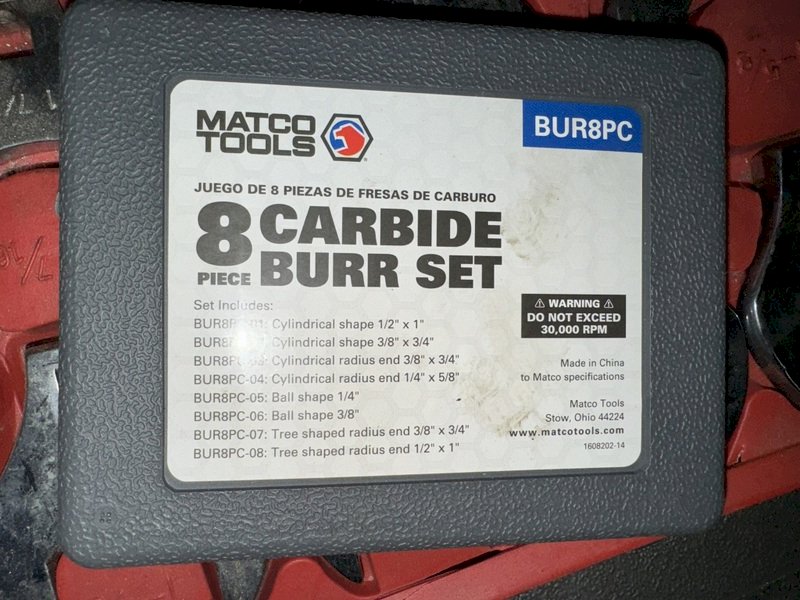 MATCO
TOOLS
BUR8PC
JUEGO DE 8 PIEZAS DE FRESAS DE CARBURO
8 PIECE CARBIDE
BURR SET
Set Includes:
Cylindrical shape 1/2" x 1"
Cylindrical shape 3/8" x 3/4"
Cylindrical radius end 3/8" x 3/4"
BUR8PC-04: Cylindrical radius end 1/4" x 5/8"
BUR8PC-05: Ball shape 1/4"
BUR8PC-06: Ball shape 3/8"
BUR8PC-07: Tree shaped radius end 3/8" x 3/4"
BUR8PC-08: Tree shaped radius end 1/2" x 1"
⚠ WARNING ⚠
DO NOT EXCEED
30,000 RPM
Made in China
to Matco specifications
Matco Tools
Stow, Ohio 44224
www.matcotools.com
1608202-14